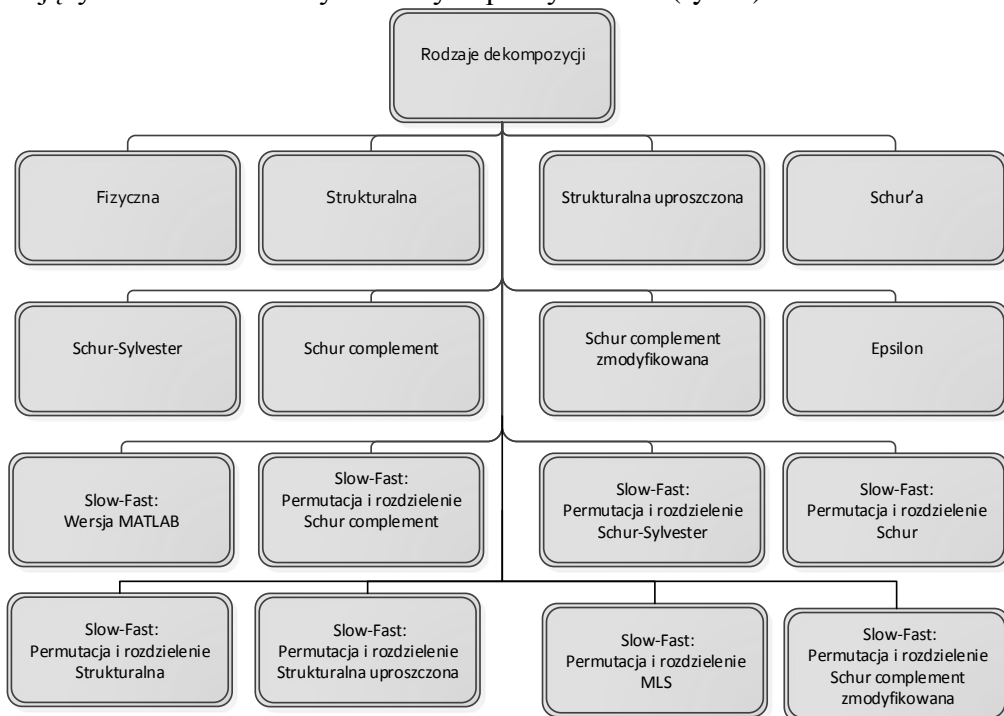 Rodzaje dekompozycji
Fizyczna
Strukturalna
Strukturalna uproszczona
Schur’a
Schur-Sylvester
Schur complement
Schur complement
zmodyfikowana
Epsilon
Slow-Fast:
Wersja MATLAB
Slow-Fast:
Permutacja i rozdzielenie
Schur complement
Slow-Fast:
Permutacja i rozdzielenie
Schur-Sylvester
Slow-Fast:
Permutacja i rozdzielenie
Schur
Slow-Fast:
Permutacja i rozdzielenie
Strukturalna
Slow-Fast:
Permutacja i rozdzielenie
Strukturalna uproszczona
Slow-Fast:
Permutacja i rozdzielenie
MLS
Slow-Fast:
Permutacja i rozdzielenie
Schur complement
zmodyfikowana